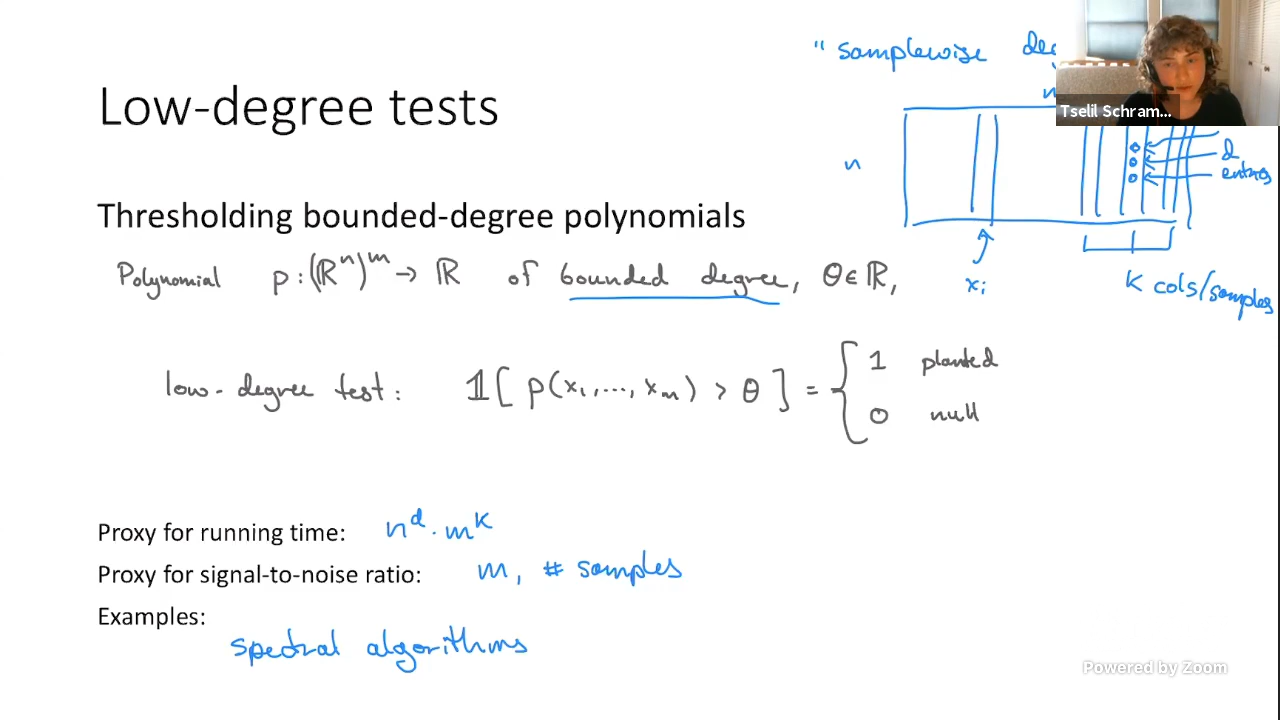 " samplewise
Low-degree tests
Tselil Schram...
n
d
entries
Thresholding bounded-degree polynomials
Polynomial p : (ℝⁿ)ᵐ → ℝ of bounded degree, θ ∈ ℝ,
xᵢ
K cols/samples
low-degree test : 𝟙[ p(x₁,..., xₘ) > θ ] = { 1 planted
0 null
Proxy for running time: nᵈ · mᴷ
Proxy for signal-to-noise ratio: m, # samples
Examples:
spectral algorithms
Powered by Zoom